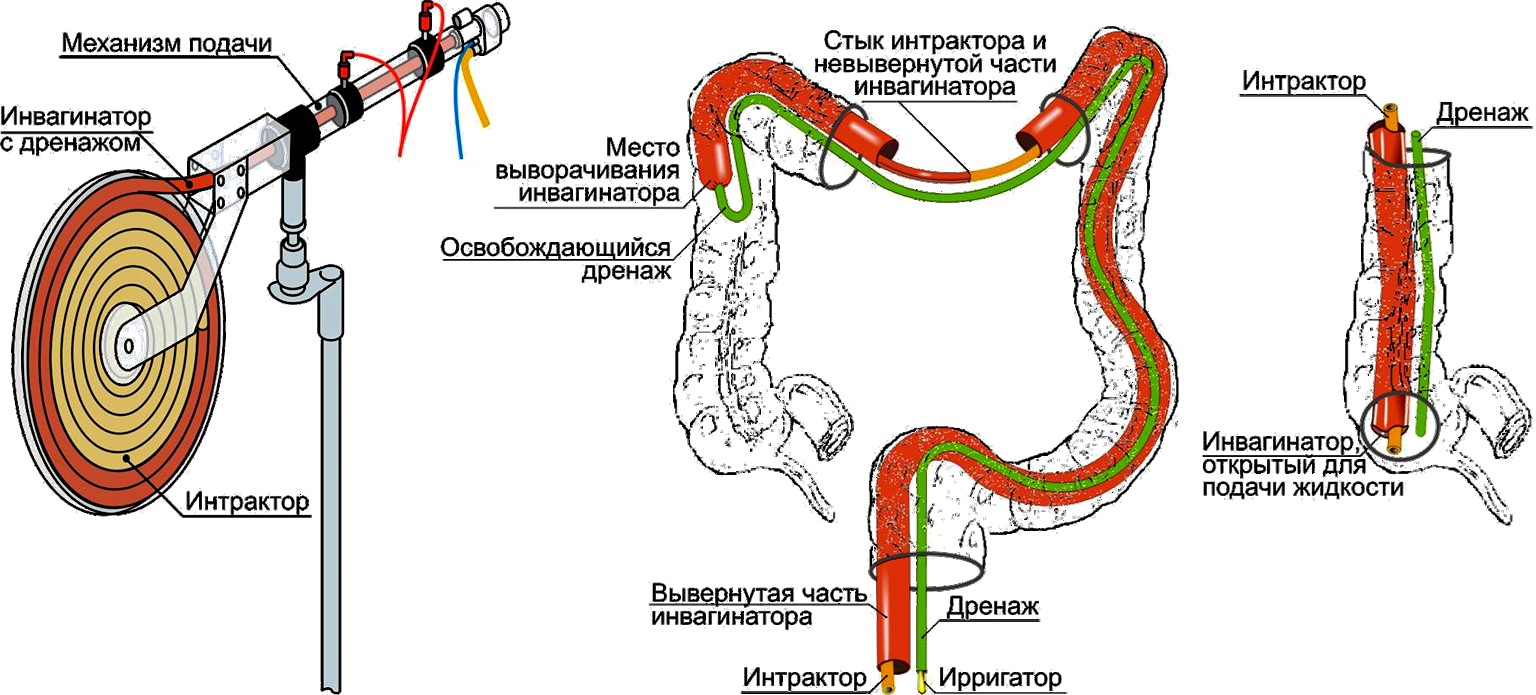 Механизм подачи
Инвагинатор
с дренажом
Интрактор
Стык интрактора и
невывернутой части
инвагинатора
Место
выворачивания
инвагинатора
Освобождающийся
дренаж
Вывернутая часть
инвагинатора
Дренаж
Интрактор
Ирригатор
Интрактор
Дренаж
Инвагинатор,
открытый для
подачи жидкости